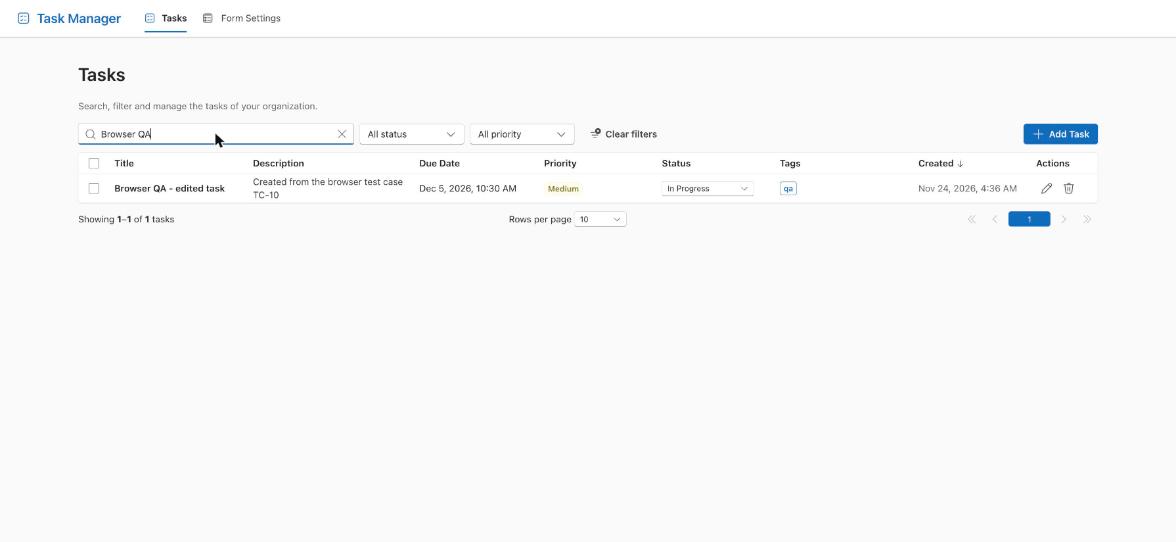 Task Manager
Tasks
Form Settings
Tasks
Search, filter and manage the tasks of your organization.
Browser QA
All status
All priority
Clear filters
Add Task
Title Description Due Date Priority Status Tags Created ↓ Actions
Browser QA - edited task
Created from the browser test case
TC-10
Dec 5, 2026, 10:30 AM
Medium
In Progress
qa
Nov 24, 2026, 4:36 AM
Showing 1–1 of 1 tasks
Rows per page 10
1